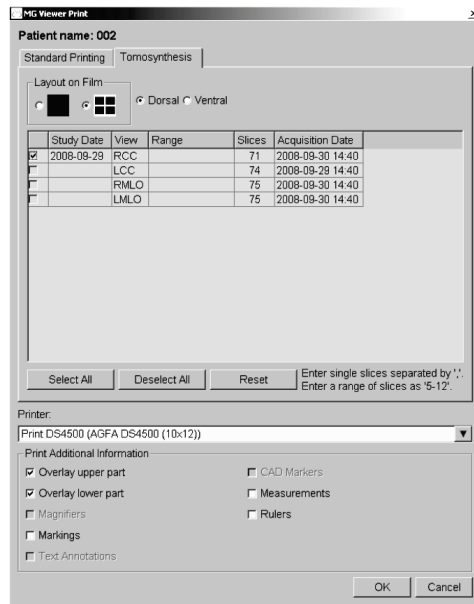 MG Viewer Print
Patient name: 002
Standard Printing Tomosynthesis
Layout on Film
Dorsal Ventral
Study Date View Range Slices Acquisition Date
2008-09-29 RCC 71 2008-09-30 14:40
LCC 74 2008-09-29 14:40
RMLO 75 2008-09-30 14:40
LMLO 75 2008-09-30 14:40
Select All Deselect All Reset Enter single slices separated by ','.
Enter a range of slices as '5-12'.
Printer:
Print DS4500 (AGFA DS4500 (10x12))
Print Additional Information
Overlay upper part CAD Markers
Overlay lower part Measurements
Magnifiers Rulers
Markings
Text Annotations
OK Cancel